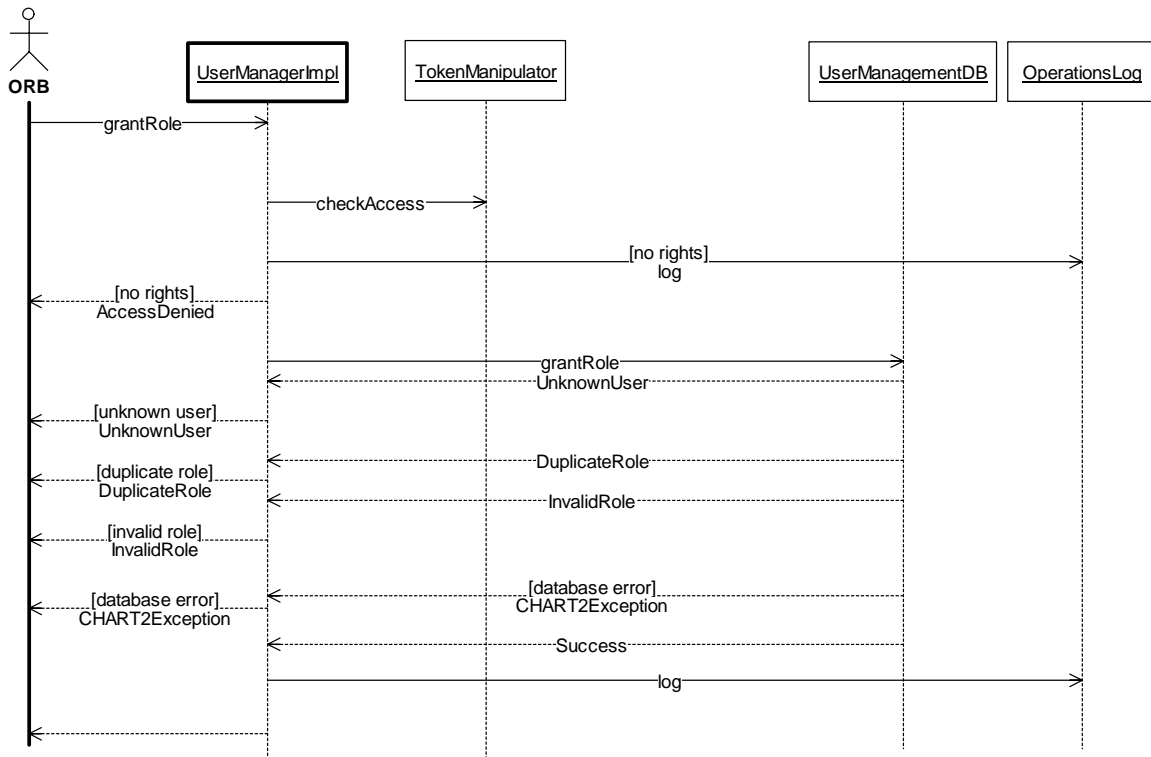 ORB
UserManagerImpl
TokenManipulator
UserManagementDB
OperationsLog
grantRole
checkAccess
[no rights]
log
[no rights]
AccessDenied
grantRole
UnknownUser
[unknown user]
UnknownUser
DuplicateRole
[duplicate role]
DuplicateRole
InvalidRole
[invalid role]
InvalidRole
[database error]
CHART2Exception
[database error]
CHART2Exception
Success
log